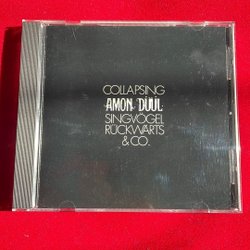 COLLAPSING
AMON DÜÜL
SINGVÖGEL
RÜCKWÄRTS
& CO.